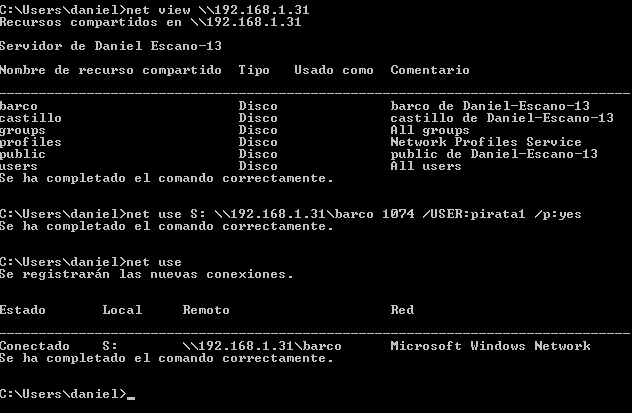 C:\Users\daniel>net view \\192.168.1.31
Recursos compartidos en \\192.168.1.31
Servidor de Daniel Escano-13
Nombre de recurso compartido  Tipo   Usado como  Comentario
-------------------------------------------------------------------------------
barco                         Disco              barco de Daniel-Escano-13
castillo                      Disco              castillo de Daniel-Escano-13
groups                        Disco              All groups
profiles                      Disco              Network Profiles Service
public                        Disco              public de Daniel-Escano-13
users                         Disco              All users
Se ha completado el comando correctamente.
C:\Users\daniel>net use S: \\192.168.1.31\barco 1074 /USER:pirata1 /p:yes
Se ha completado el comando correctamente.
C:\Users\daniel>net use
Se registrarán las nuevas conexiones.
Estado       Local     Remoto                    Red
-------------------------------------------------------------------------------
Conectado    S:        \\192.168.1.31\barco      Microsoft Windows Network
Se ha completado el comando correctamente.
C:\Users\daniel>_